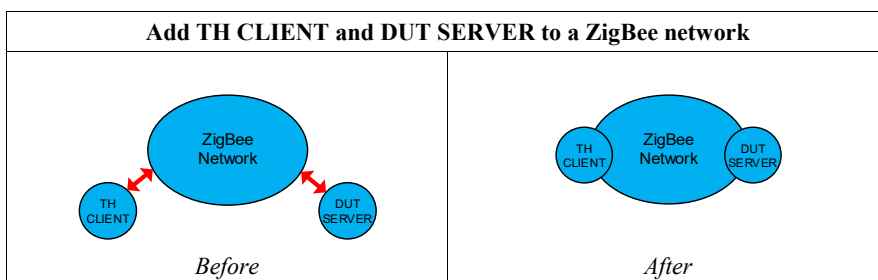 Add TH CLIENT and DUT SERVER to a ZigBee network
ZigBee
Network
TH
CLIENT
DUT
SERVER
Before
ZigBee
Network
TH
CLIENT
DUT
SERVER
After